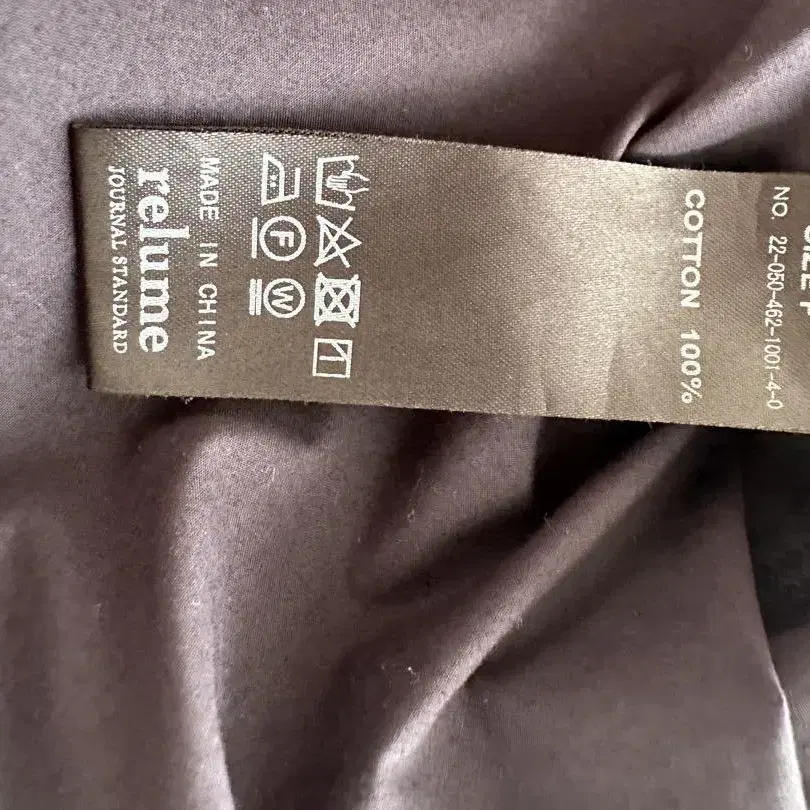 NO. 22-050-462-1001-4-0
COTTON 100%
F
W
MADE IN CHINA
relume
JOURNAL STANDARD